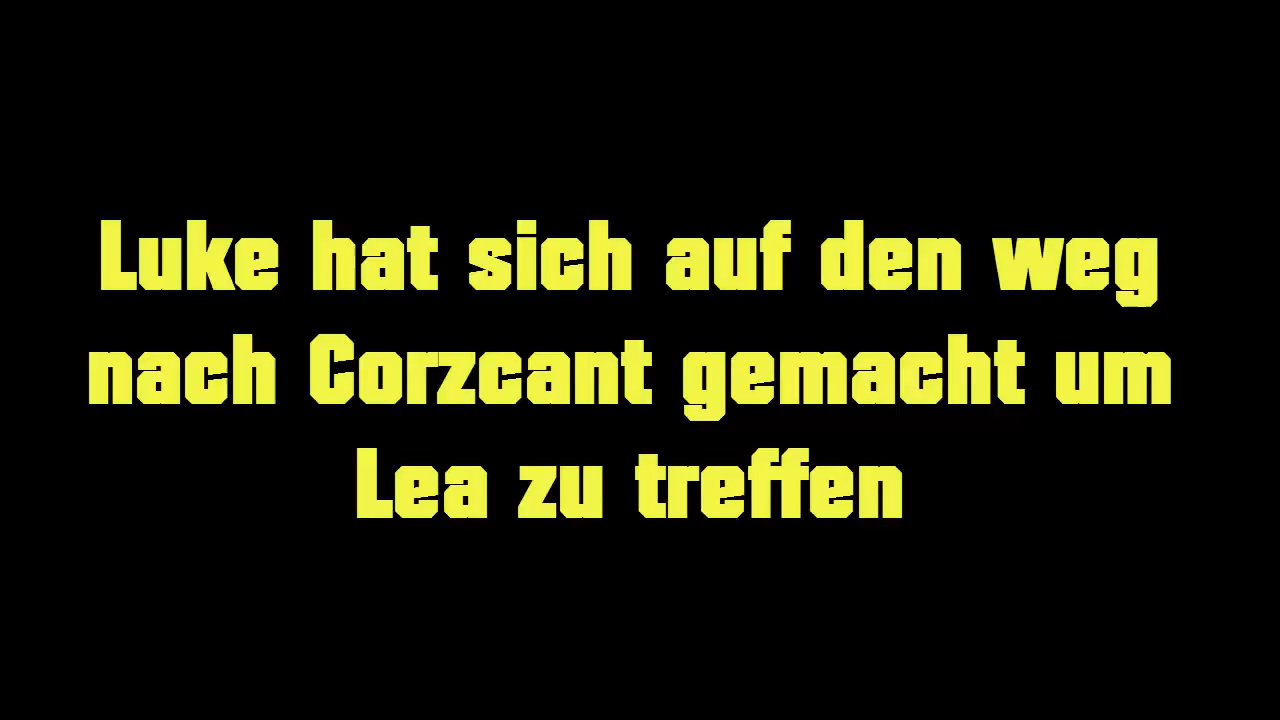 Luke hat sich auf den weg
nach Corzcant gemacht um
Lea zu treffen